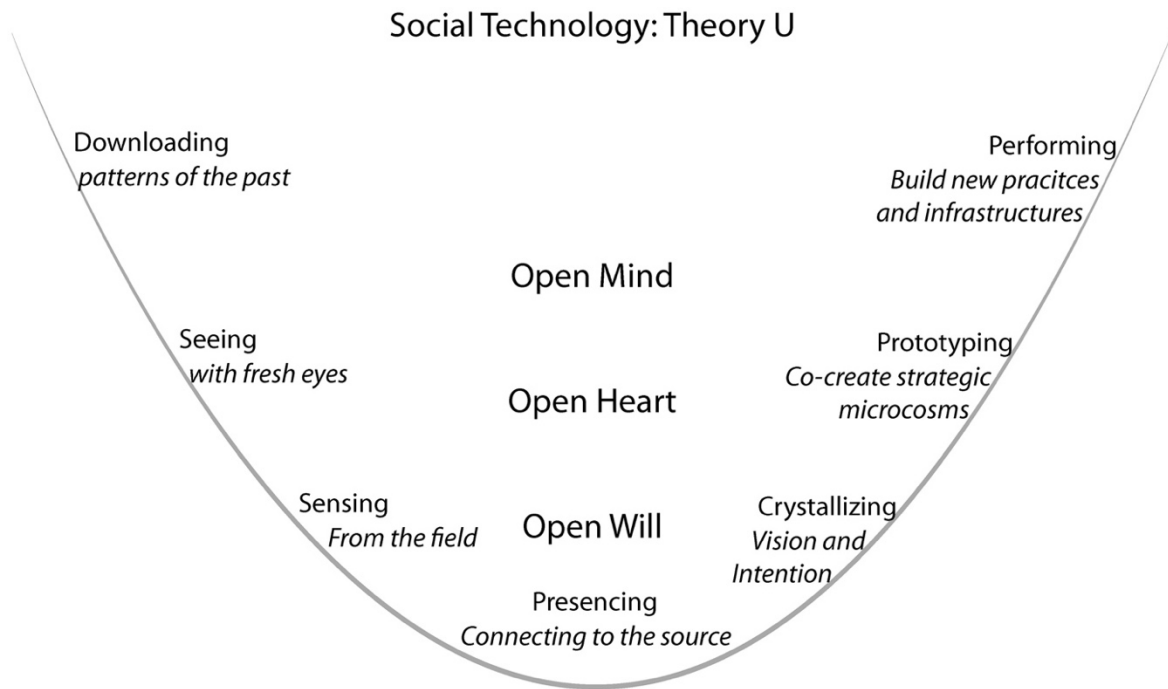 Social Technology: Theory U
Downloading
patterns of the past
Seeing
with fresh eyes
Sensing
From the field
Open Mind
Open Heart
Open Will
Presencing
Connecting to the source
Crystallizing
Vision and
Intention
Prototyping
Co-create strategic
microcosms
Performing
Build new pracitces
and infrastructures